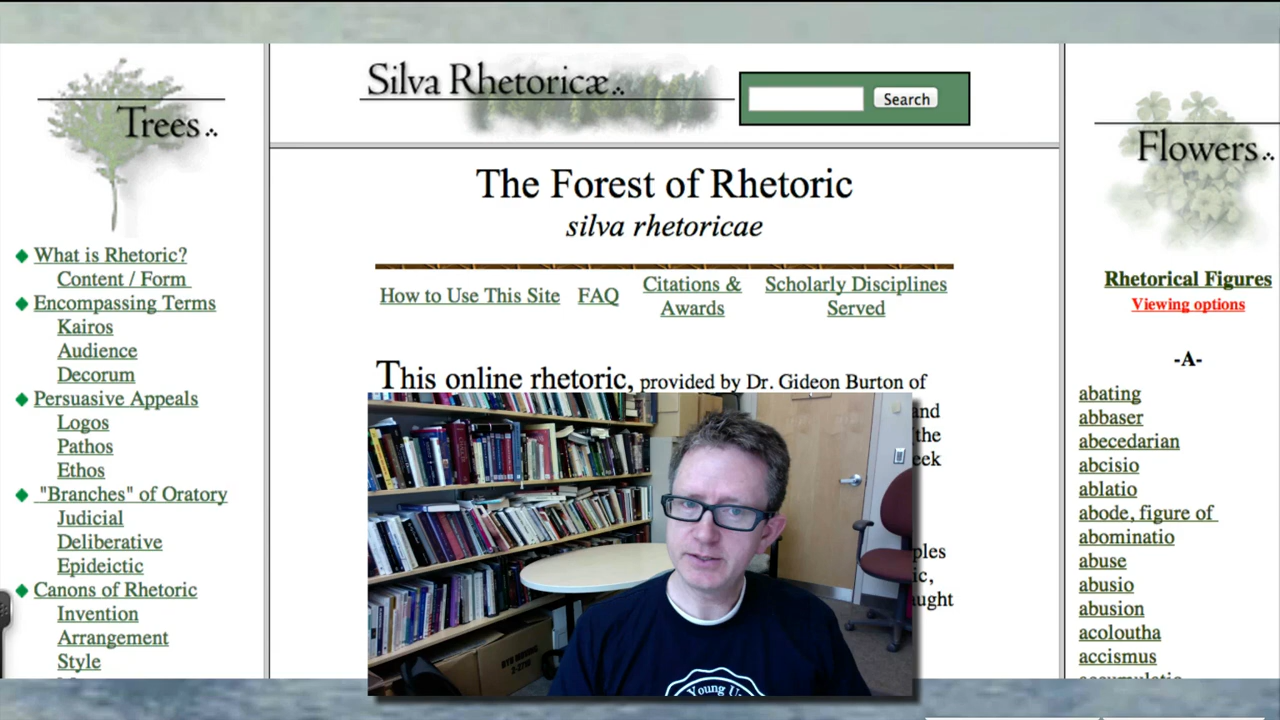 Trees
What is Rhetoric?
Content / Form
Encompassing Terms
Kairos
Audience
Decorum
Persuasive Appeals
Logos
Pathos
Ethos
"Branches" of Oratory
Judicial
Deliberative
Epideictic
Canons of Rhetoric
Invention
Arrangement
Style
Silva Rhetoricæ
Search
The Forest of Rhetoric
silva rhetoricae
How to Use This Site
FAQ
Citations &
Awards
Scholarly Disciplines
Served
This online rhetoric, provided by Dr. Gideon Burton of
and
the
eek
ples
ic,
aught
Young U
Flowers
Rhetorical Figures
Viewing options
-A-
abating
abbaser
abecedarian
abcisio
ablatio
abode, figure of
abominatio
abuse
abusio
abusion
acoloutha
accismus